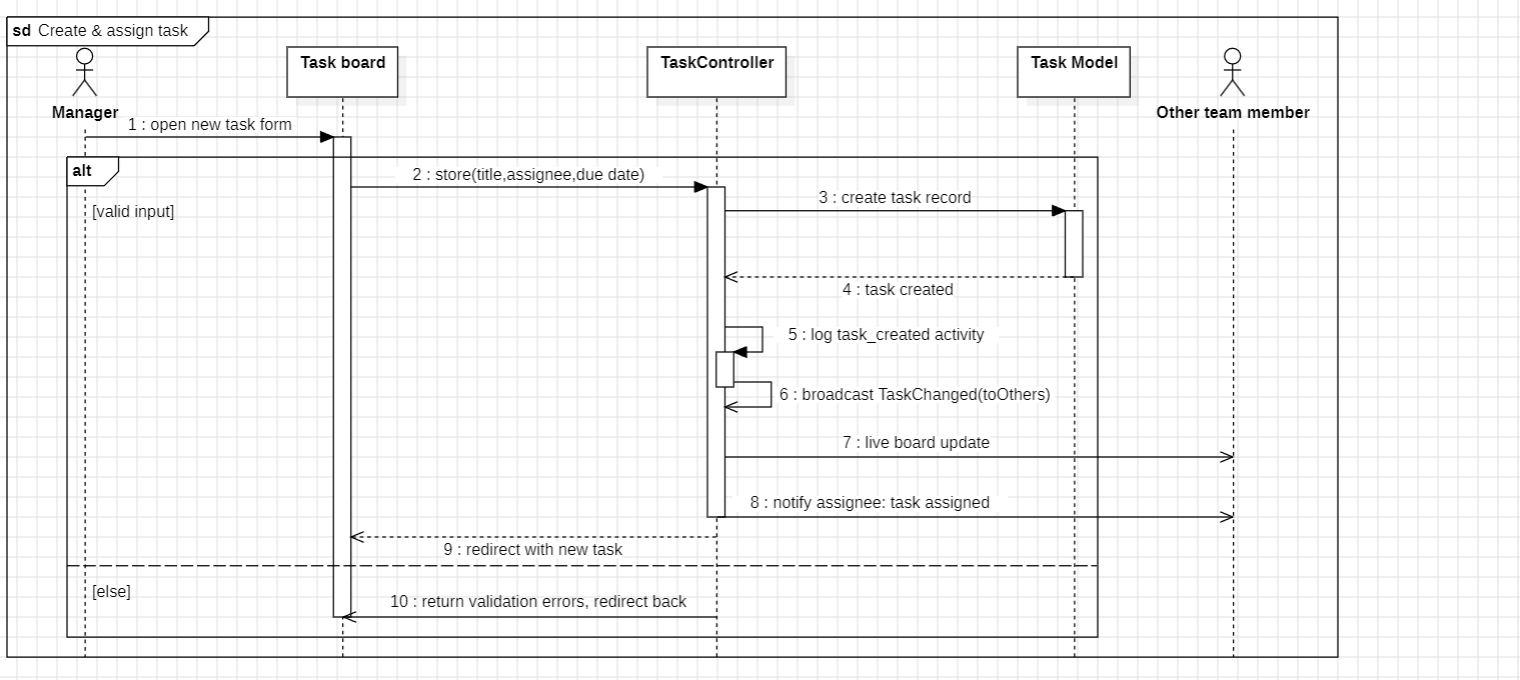 sd Create & assign task
Task board
TaskController
Task Model
Manager
Other team member
1 : open new task form
alt
2 : store(title,assignee,due date)
3 : create task record
[valid input]
4 : task created
5 : log task_created activity
6 : broadcast TaskChanged(toOthers)
7 : live board update
8 : notify assignee: task assigned
9 : redirect with new task
[else]
10 : return validation errors, redirect back